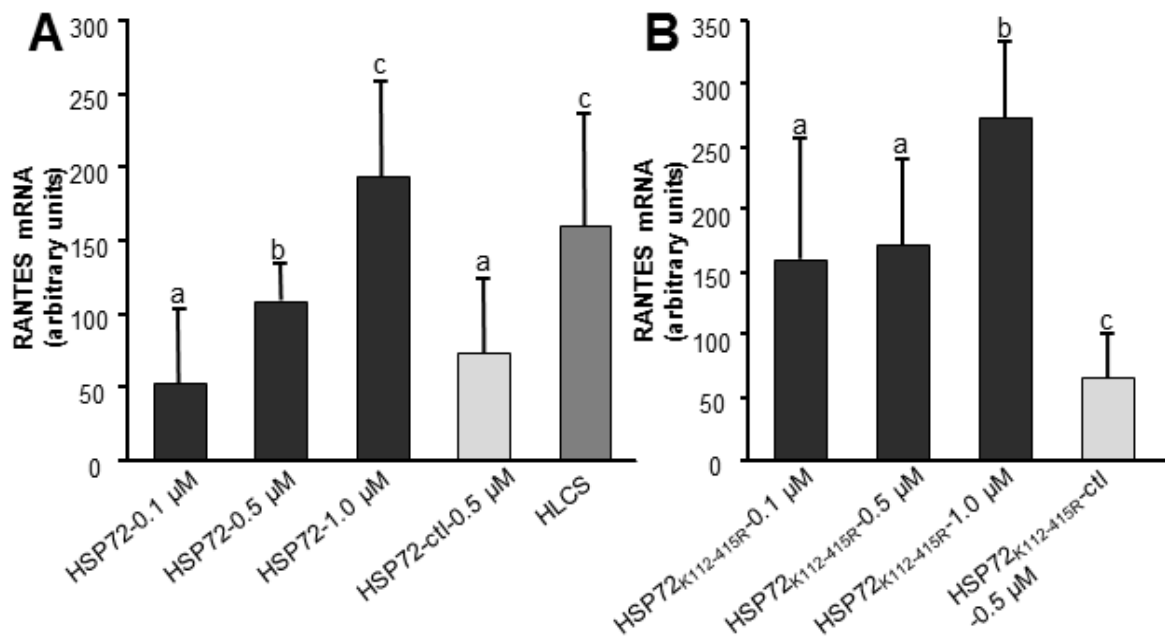 A
RANTES mRNA
(arbitrary units)
300
250
200
150
100
50
0
a
b
c
a
c
HSP72-0.1 µM
HSP72-0.5 µM
HSP72-1.0 µM
HSP72-ctl-0.5 µM
HLCS
B
RANTES mRNA
(arbitrary units)
350
300
250
200
150
100
50
0
a
a
b
c
HSP72K112-415R-0.1 µM
HSP72K112-415R-0.5 µM
HSP72K112-415R-1.0 µM
HSP72K112-415R-ctl
-0.5 µM